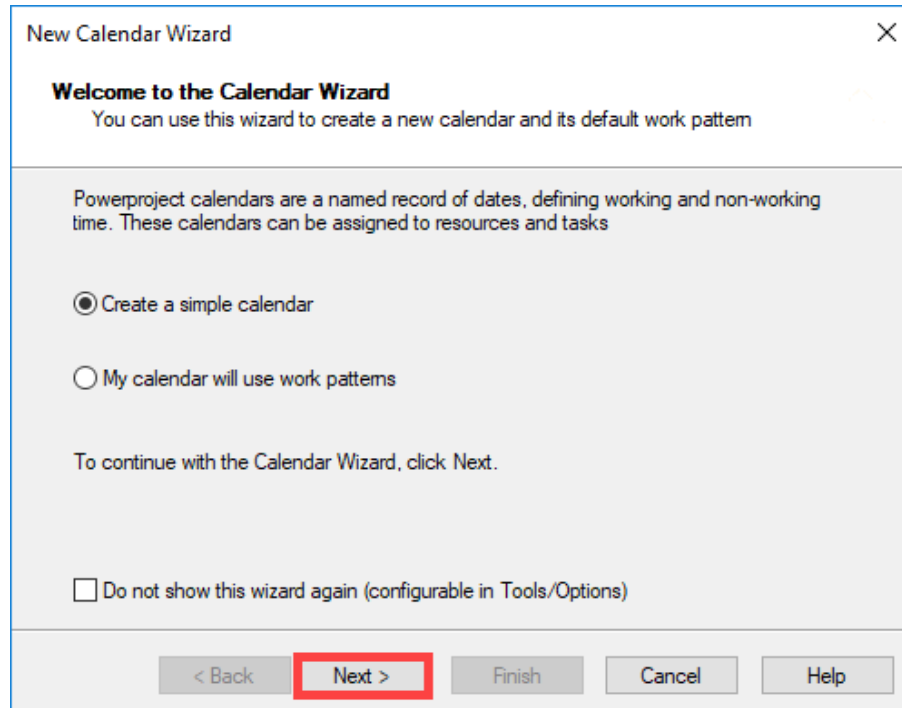 New Calendar Wizard
Welcome to the Calendar Wizard
You can use this wizard to create a new calendar and its default work pattern
Powerproject calendars are a named record of dates, defining working and non-working
time. These calendars can be assigned to resources and tasks
Create a simple calendar
My calendar will use work patterns
To continue with the Calendar Wizard, click Next.
Do not show this wizard again (configurable in Tools/Options)
< Back Next > Finish Cancel Help